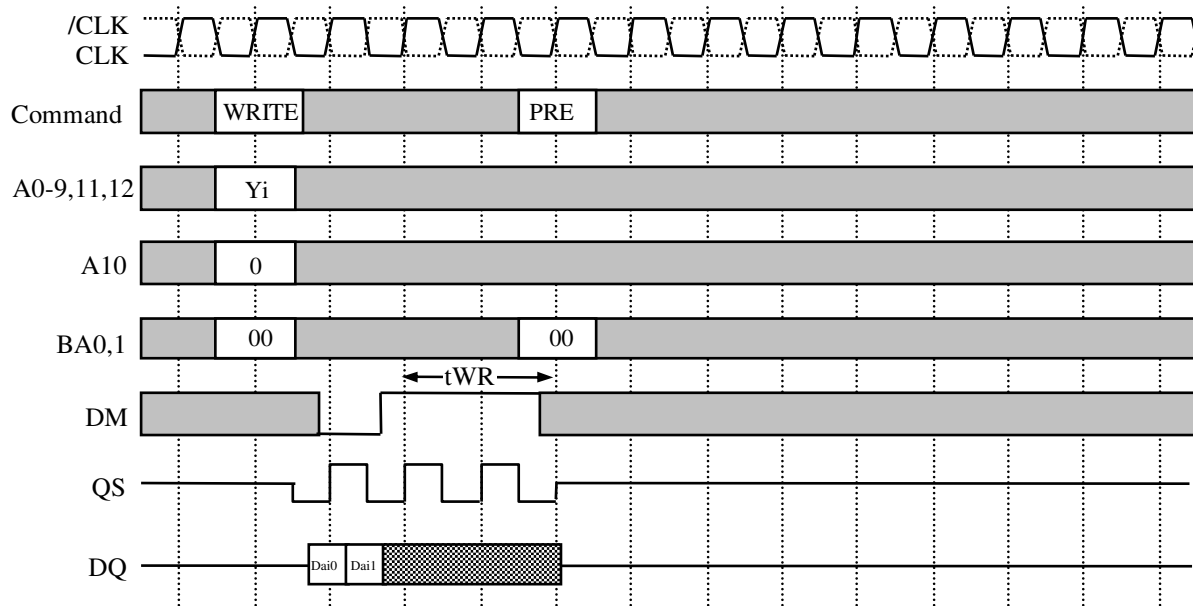 /CLK
CLK
Command WRITE PRE
A0-9,11,12 Yi
A10 0
BA0,1 00 00
tWR
DM
QS
DQ Dai0 Dai1